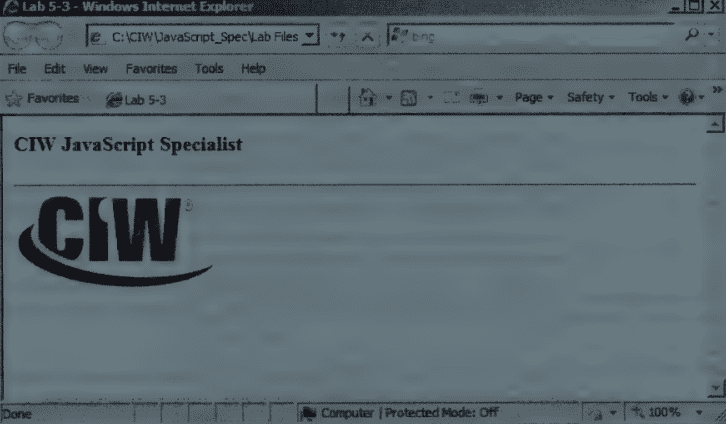 Lab 5-3 - Windows Internet Explorer
C:\CIW\JavaScript_Spec\Lab Files
bing
File Edit View Favorites Tools Help
Favorites Lab 5-3 Page Safety Tools
CIW JavaScript Specialist
CIW®
Done Computer | Protected Mode: Off 100%